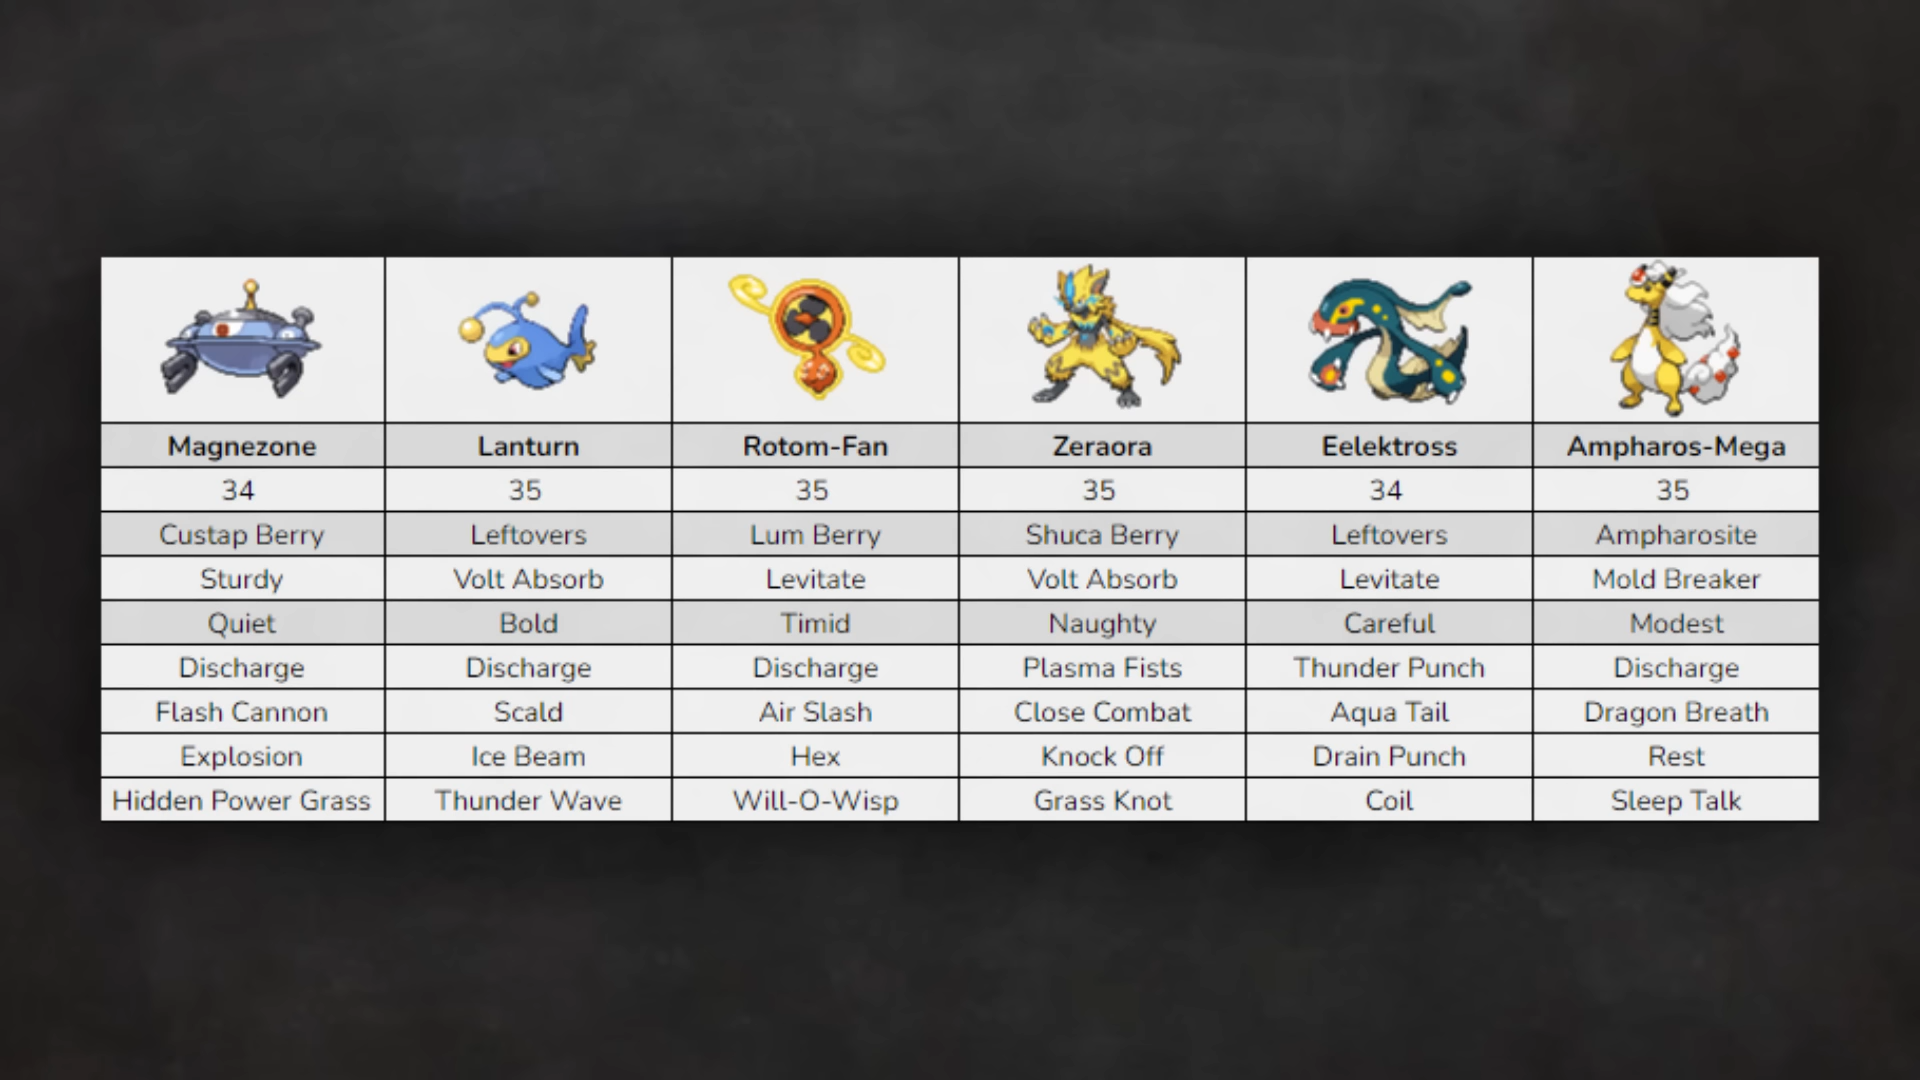 Magnezone Lanturn Rotom-Fan Zeraora Eelektross Ampharos-Mega
34 35 35 35 34 35
Custap Berry Leftovers Lum Berry Shuca Berry Leftovers Ampharosite
Sturdy Volt Absorb Levitate Volt Absorb Levitate Mold Breaker
Quiet Bold Timid Naughty Careful Modest
Discharge Discharge Discharge Plasma Fists Thunder Punch Discharge
Flash Cannon Scald Air Slash Close Combat Aqua Tail Dragon Breath
Explosion Ice Beam Hex Knock Off Drain Punch Rest
Hidden Power Grass Thunder Wave Will-O-Wisp Grass Knot Coil Sleep Talk